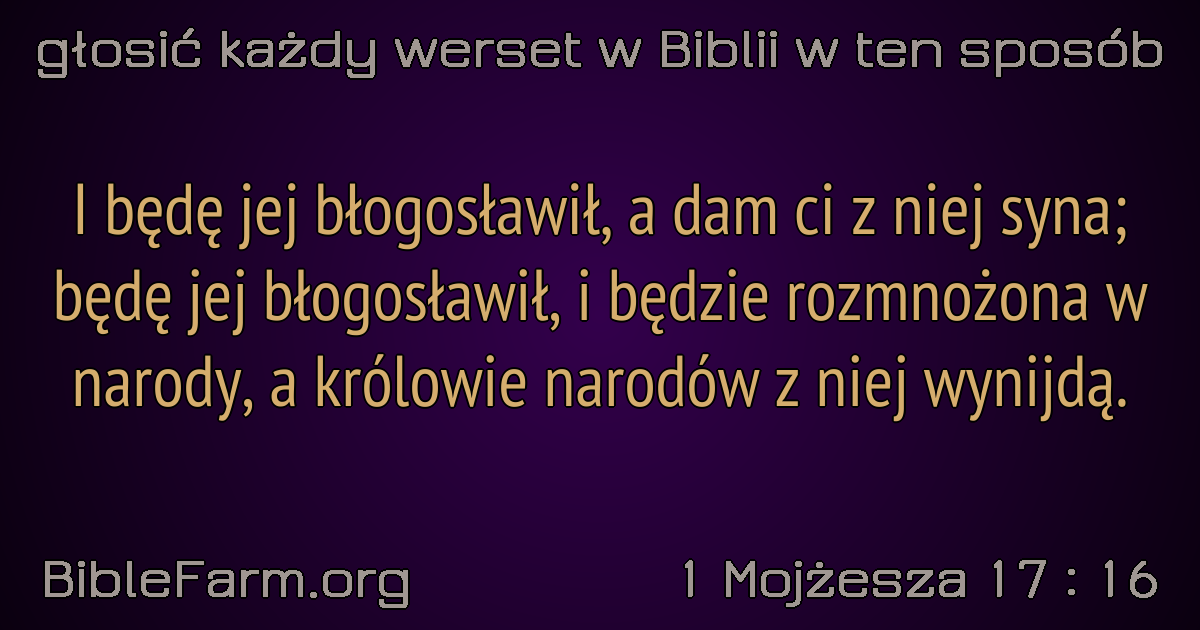 głosić każdy werset w Biblii w ten sposób
I będę jej błogosławił, a dam ci z niej syna;
będę jej błogosławił, i będzie rozmnożona w
narody, a królowie narodów z niej wynijdą.
BibleFarm.org
1 Mojżesza 17 : 16